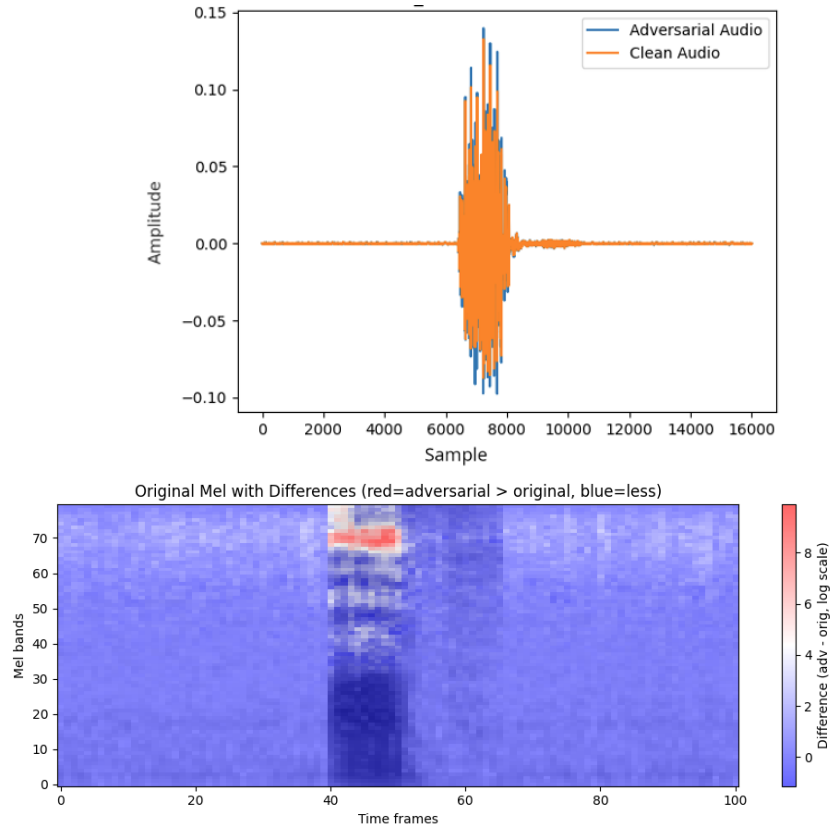 0.15
Adversarial Audio
Clean Audio
0.10
0.05
0.00
−0.05
−0.10
Amplitude
0 2000 4000 6000 8000 10000 12000 14000 16000
Sample
Original Mel with Differences (red=adversarial > original, blue=less)
70
60
50
40
30
20
10
0
Mel bands
0 20 40 60 80 100
Time frames
8
6
4
2
0
Difference (adv - orig, log scale)